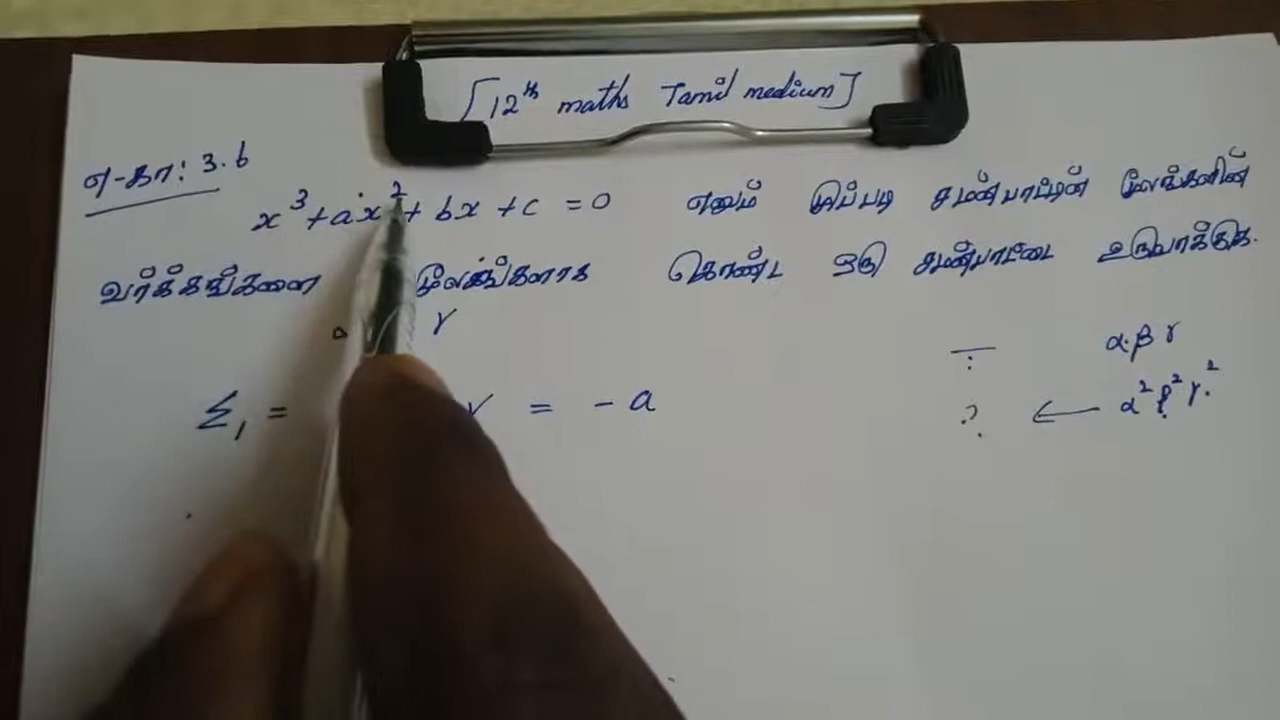 [12th maths Tamil medium]
எ-கா: 3.6
x³ + ax² + bx + c = 0 எனும் முப்படி சமன்பாட்டின் மூலங்களின்
வர்க்கங்களை மூலங்களாக கொண்ட ஒரு சமன்பாட்டை உருவாக்குக.
γ
α.β γ
Σ₁ = γ = - a
? ← α² β² γ²